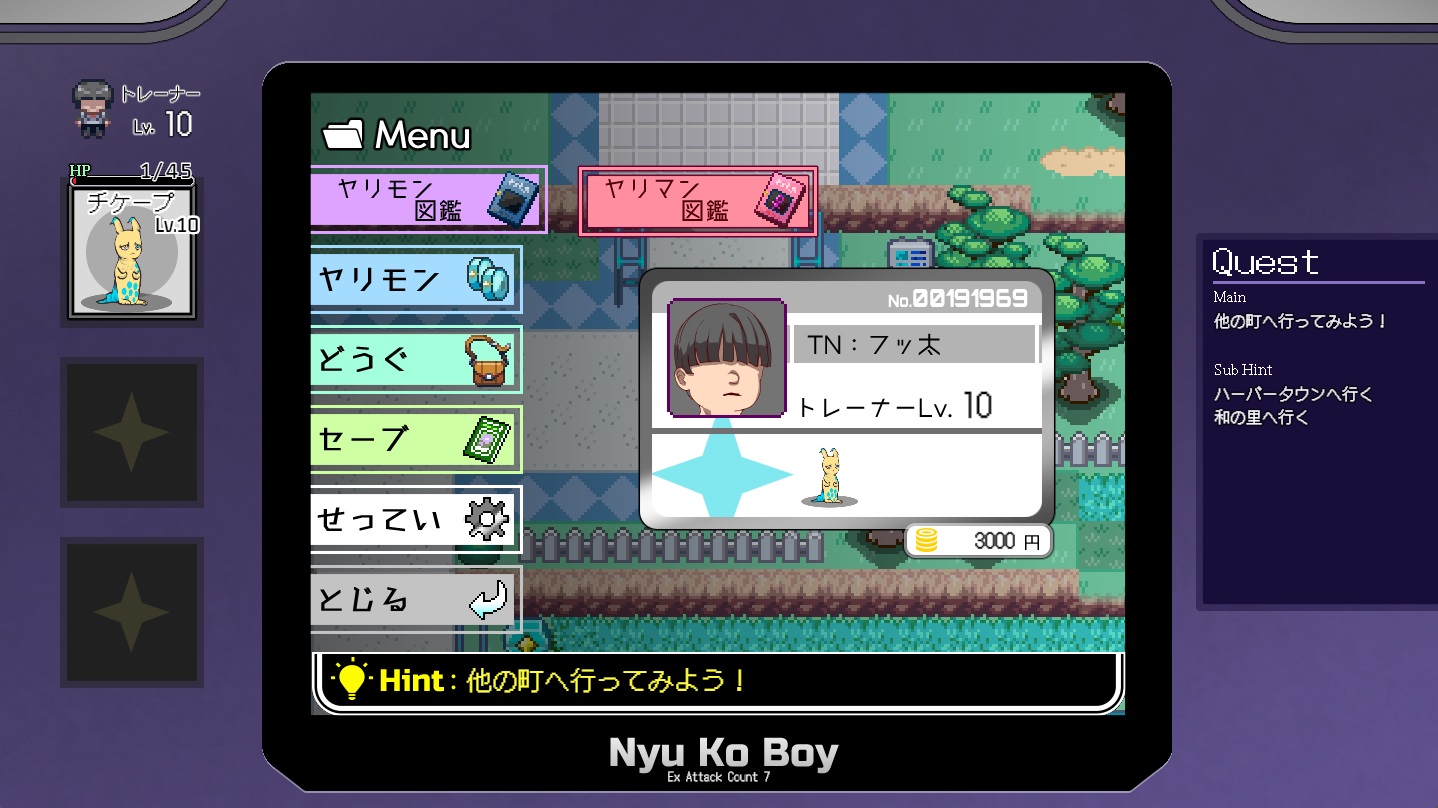 トレーナー
Lv. 10
HP 1/45
チケープ
Lv.10
Menu
ヤリモン
図鑑
ヤリマン
図鑑
ヤリモン
どうぐ
セーブ
せってい
とじる
No.00191969
TN：フッ太
トレーナーLv. 10
3000 円
Hint：他の町へ行ってみよう！
Nyu Ko Boy
Ex Attack Count 7
Quest
Main
他の町へ行ってみよう！
Sub Hint
ハーバータウンへ行く
和の里へ行く